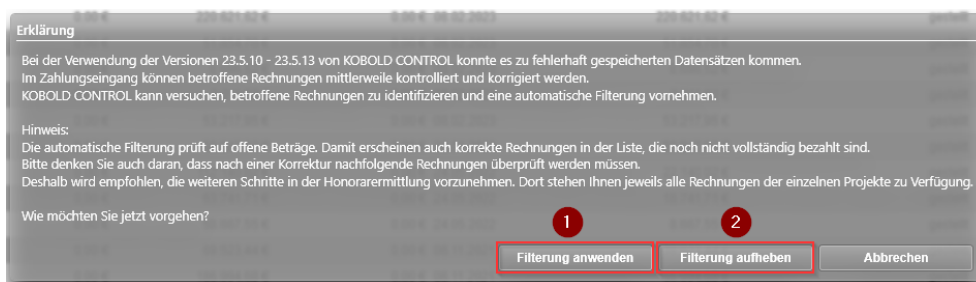 Erklärung
Bei der Verwendung der Versionen 23.5.10 - 23.5.13 von KOBOLD CONTROL konnte es zu fehlerhaft gespeicherten Datensätzen kommen.
Im Zahlungseingang können betroffene Rechnungen mittlerweile kontrolliert und korrigiert werden.
KOBOLD CONTROL kann versuchen, betroffene Rechnungen zu identifizieren und eine automatische Filterung vornehmen.
Hinweis:
Die automatische Filterung prüft auf offene Beträge. Damit erscheinen auch korrekte Rechnungen in der Liste, die noch nicht vollständig bezahlt sind.
Bitte denken Sie auch daran, dass nach einer Korrektur nachfolgende Rechnungen überprüft werden müssen.
Deshalb wird empfohlen, die weiteren Schritte in der Honorarermittlung vorzunehmen. Dort stehen Ihnen jeweils alle Rechnungen der einzelnen Projekte zu Verfügung.
Wie möchten Sie jetzt vorgehen?
1 2
Filterung anwenden Filterung aufheben Abbrechen